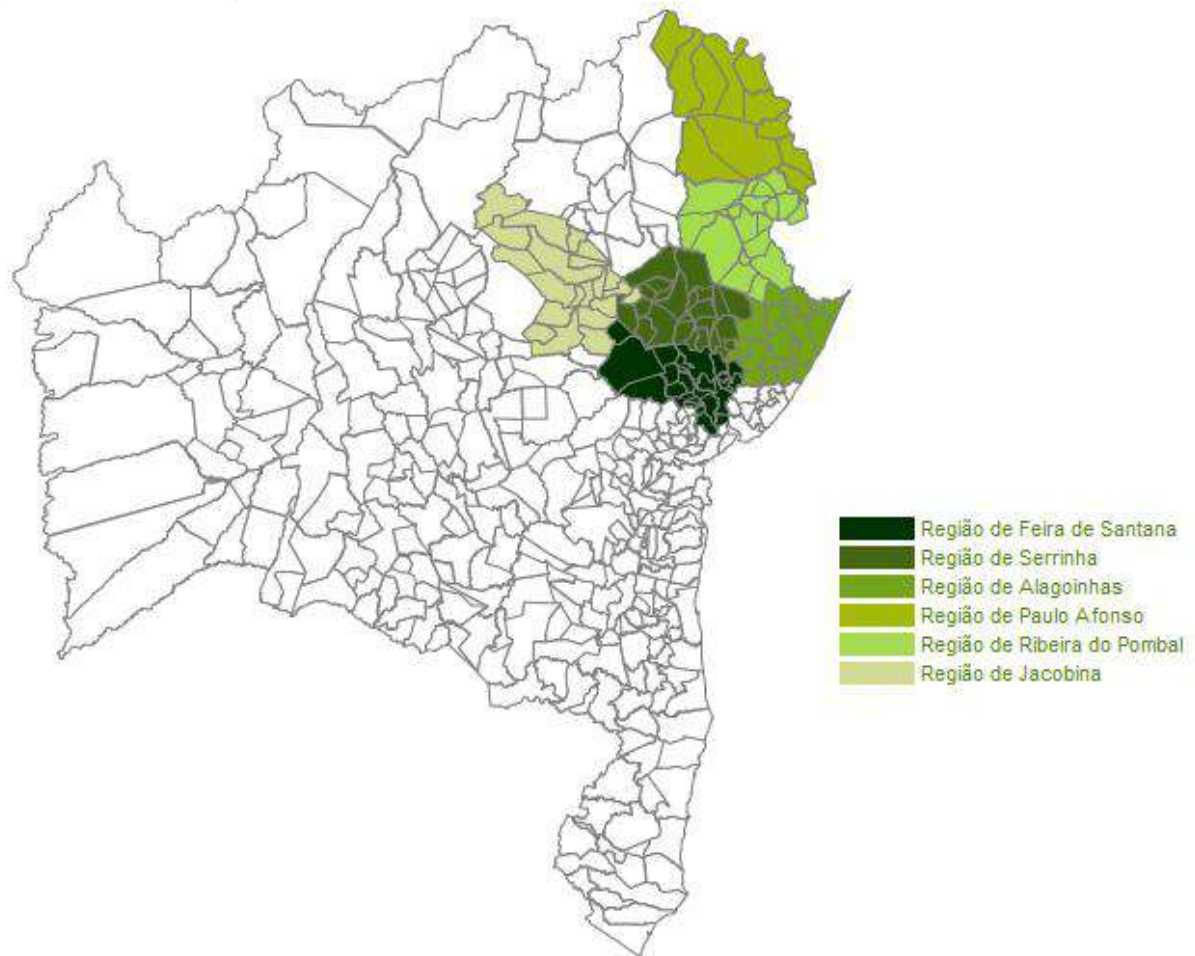 Região de Feira de Santana
Região de Serrinha
Região de Alagoinhas
Região de Paulo Afonso
Região de Ribeira do Pombal
Região de Jacobina